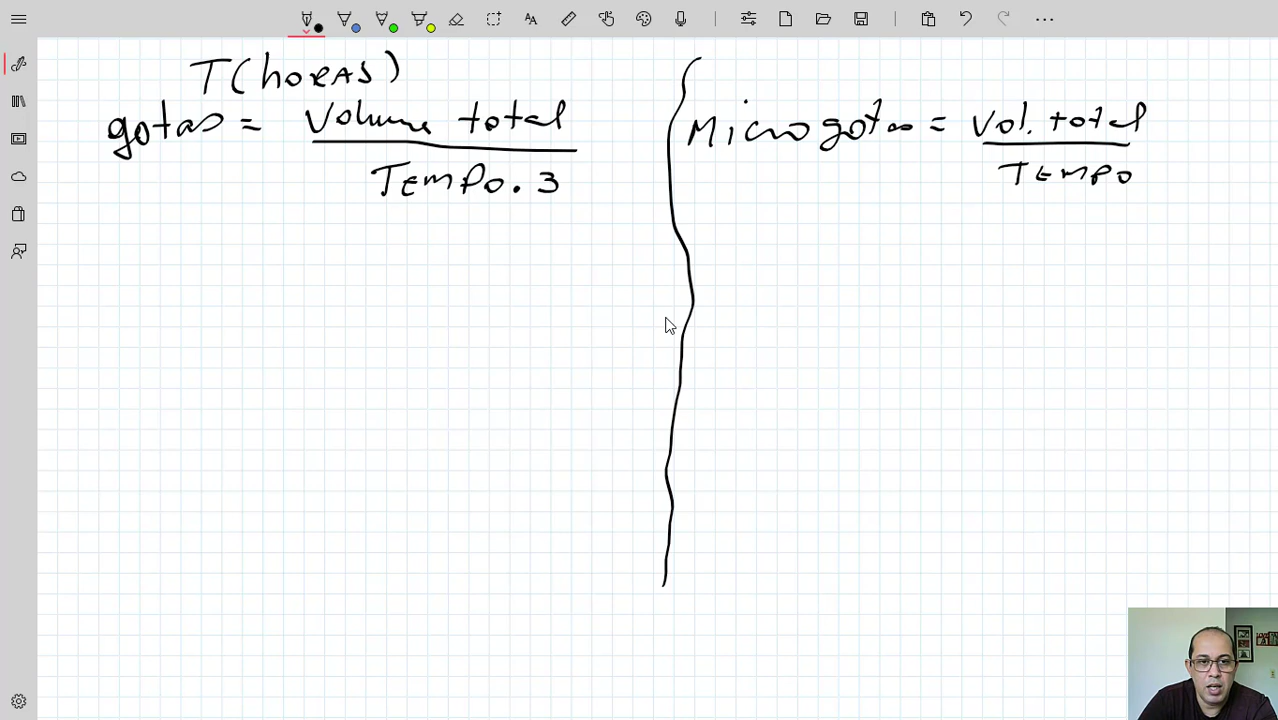 T(horas)
gotas = Volume total
Tempo . 3
Microgotas = Vol. total
Tempo